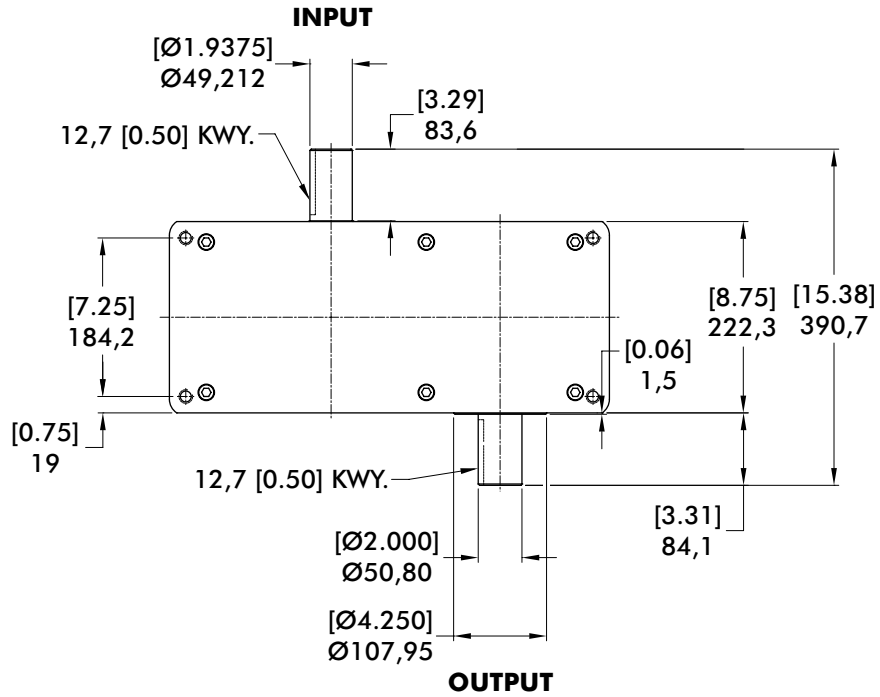 INPUT
[Ø1.9375]
Ø49,212
[3.29]
83,6
12,7 [0.50] KWY.
[7.25]
184,2
[8.75]
222,3
[15.38]
390,7
[0.06]
1,5
[0.75]
19
12,7 [0.50] KWY.
[3.31]
84,1
[Ø2.000]
Ø50,80
[Ø4.250]
Ø107,95
OUTPUT